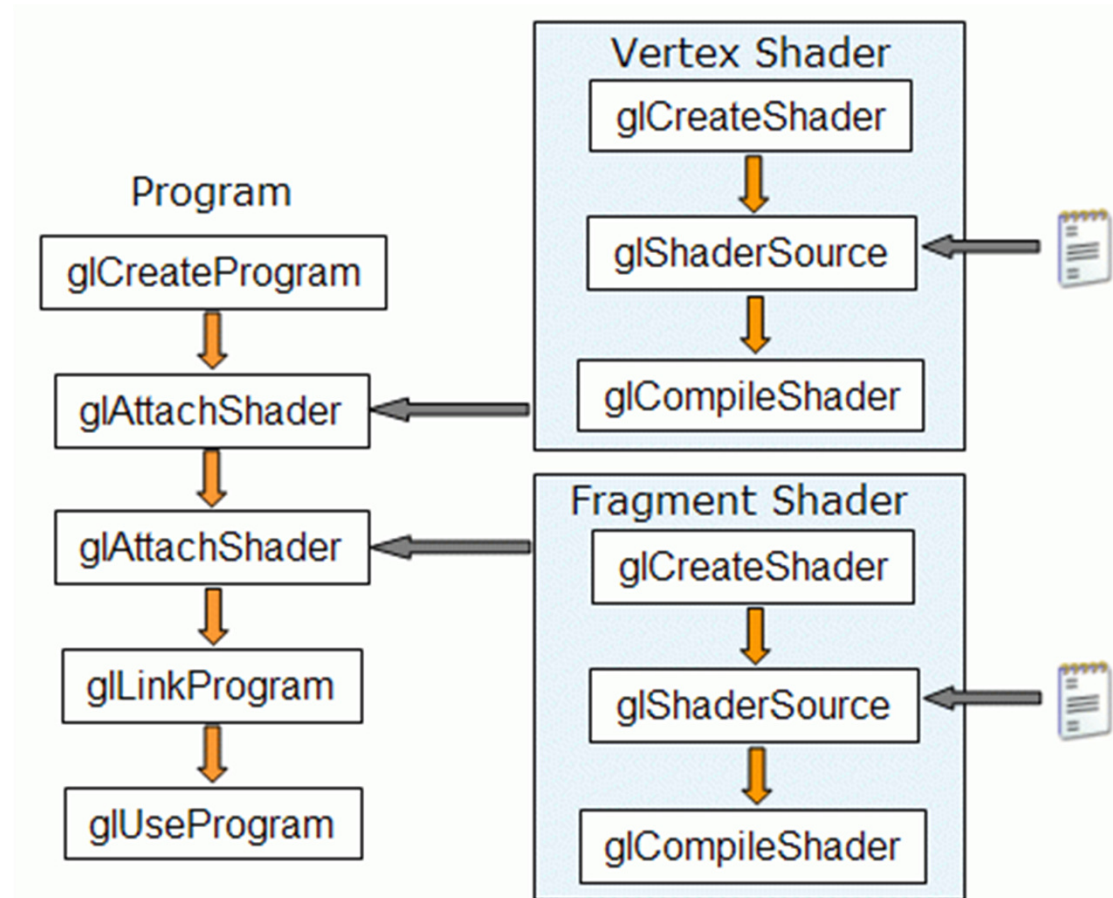 Program
glCreateProgram
glAttachShader
glAttachShader
glLinkProgram
glUseProgram
Vertex Shader
glCreateShader
glShaderSource
glCompileShader
Fragment Shader
glCreateShader
glShaderSource
glCompileShader